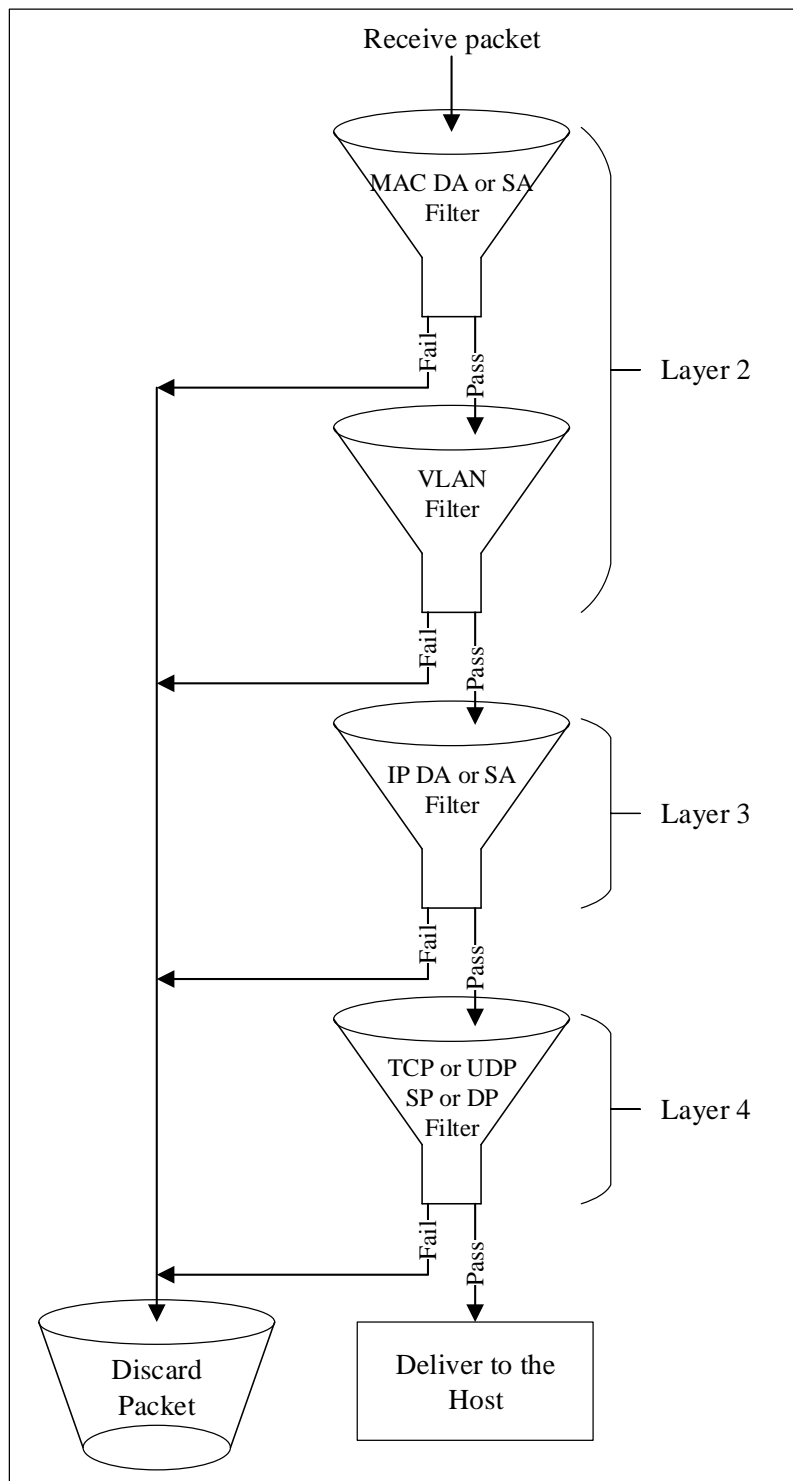 Receive packet
MAC DA or SA
Filter
Fail
Pass
Layer 2
VLAN
Filter
Fail
Pass
IP DA or SA
Filter
Layer 3
Fail
Pass
TCP or UDP
SP or DP
Filter
Layer 4
Fail
Pass
Discard
Packet
Deliver to the
Host